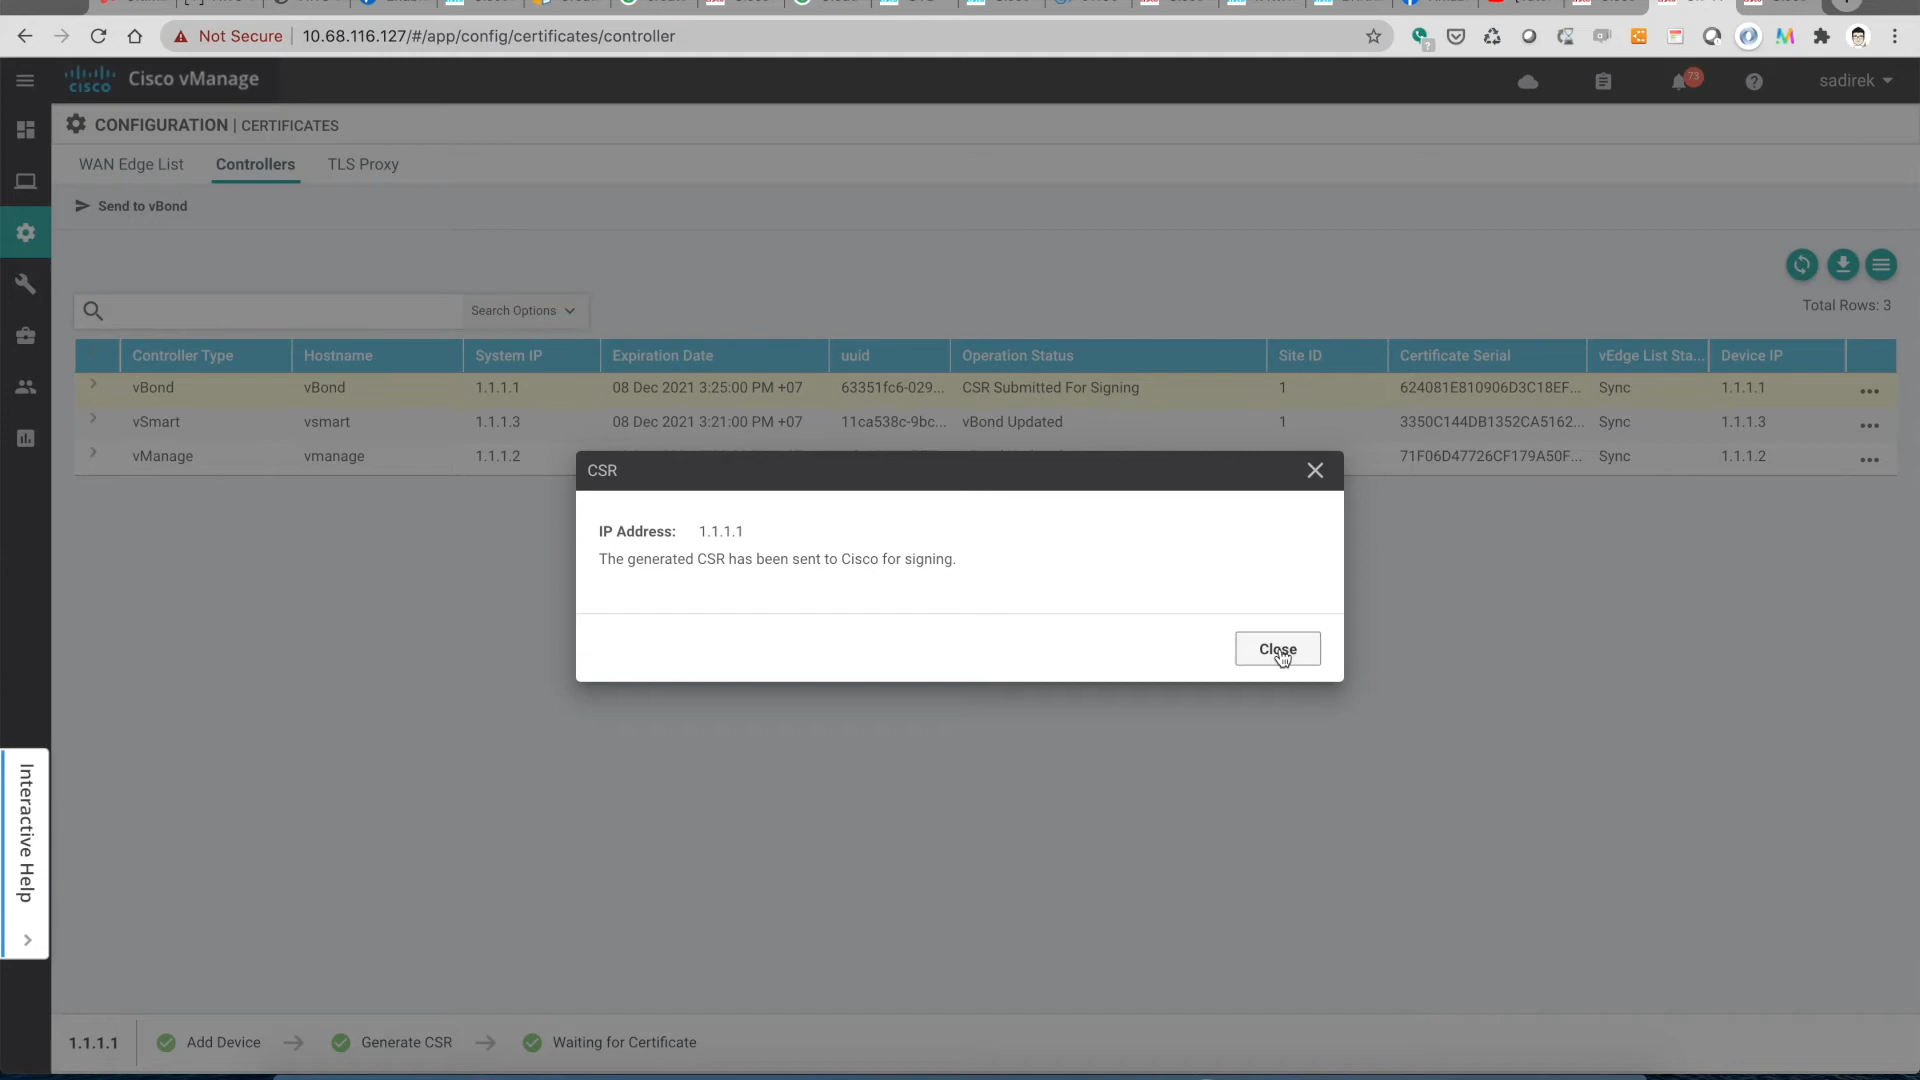 Not Secure
10.68.116.127/#/app/config/certificates/controller
cisco
Cisco vManage
73
sadirek
CONFIGURATION | CERTIFICATES
WAN Edge List
Controllers
TLS Proxy
Send to vBond
Search Options
Total Rows: 3
Controller Type Hostname System IP Expiration Date uuid Operation Status Site ID Certificate Serial vEdge List Sta... Device IP
vBond vBond 1.1.1.1 08 Dec 2021 3:25:00 PM +07 63351fc6-029... CSR Submitted For Signing 1 624081E810906D3C18EF... Sync 1.1.1.1
vSmart vsmart 1.1.1.3 08 Dec 2021 3:21:00 PM +07 11ca538c-9bc... vBond Updated 1 3350C144DB1352CA5162... Sync 1.1.1.3
vManage vmanage 1.1.1.2 71F06D47726CF179A50F... Sync 1.1.1.2
CSR
IP Address: 1.1.1.1
The generated CSR has been sent to Cisco for signing.
Close
Interactive Help
1.1.1.1
Add Device
Generate CSR
Waiting for Certificate